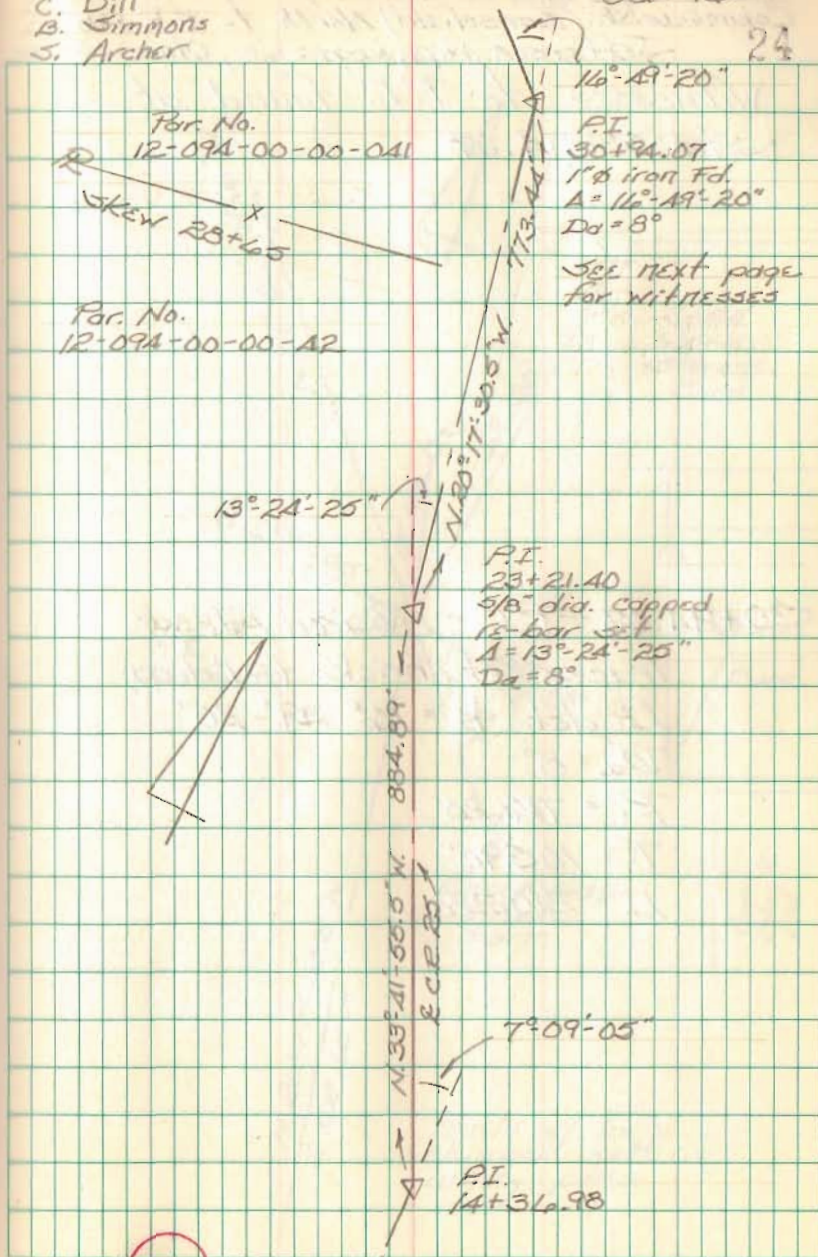 C. Dill
B. Simmons
S. Archer
24
16°-49'-20"
Par. No.
12-094-00-00-041
SKEW 28+65
P.I.
30+94.07
1"ø iron Fd.
Δ=16°-49'-20"
Da=8°
773.44'
SEE next page
for witnesses
Par. No.
12-094-00-00-42
N.20°17'-30.5"W.
13°-24'-25"
P.I.
23+21.40
5/8" dia. capped
re-bar set
Δ=13°-24'-25"
Da=8°
884.89'
N.33°-41'-55.5"W.
℄ C.R. 25
7°-09'-05"
P.I.
14+36.98